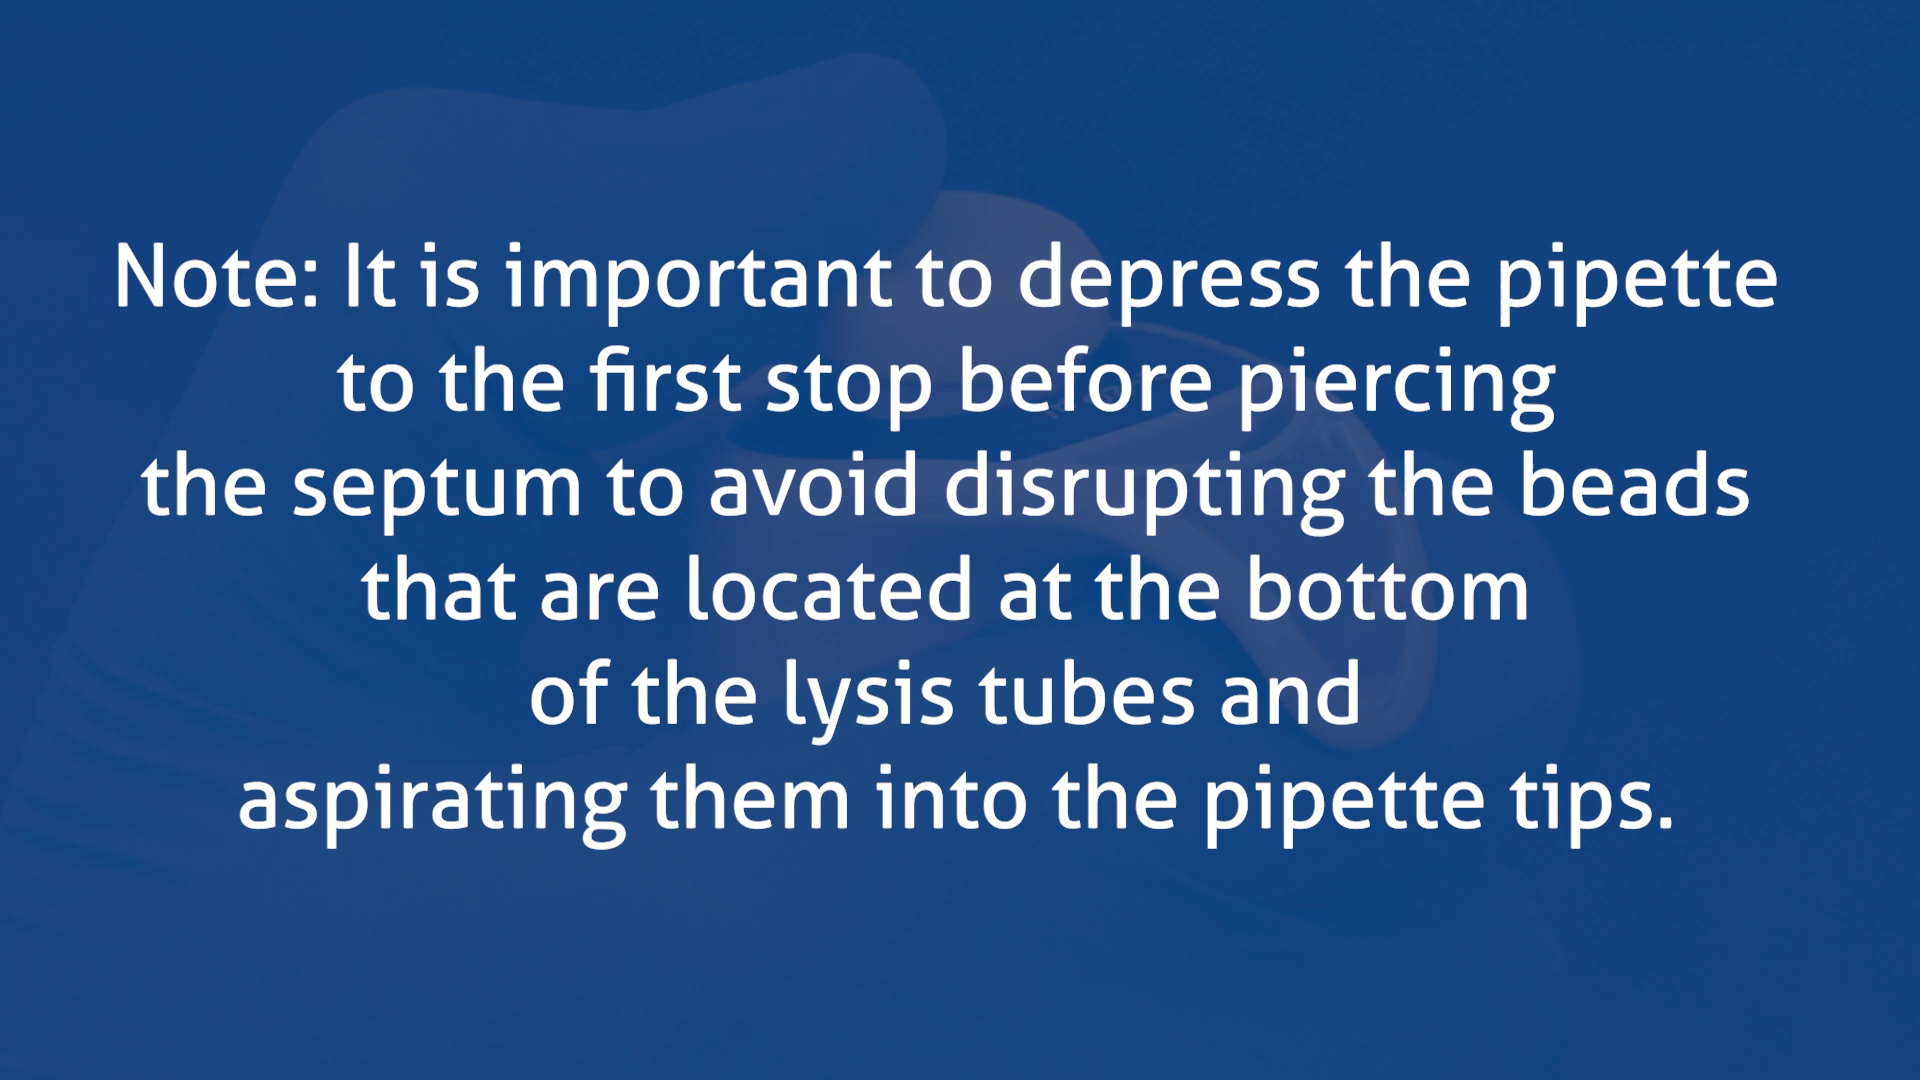 Note: It is important to depress the pipette
to the first stop before piercing
the septum to avoid disrupting the beads
that are located at the bottom
of the lysis tubes and
aspirating them into the pipette tips.